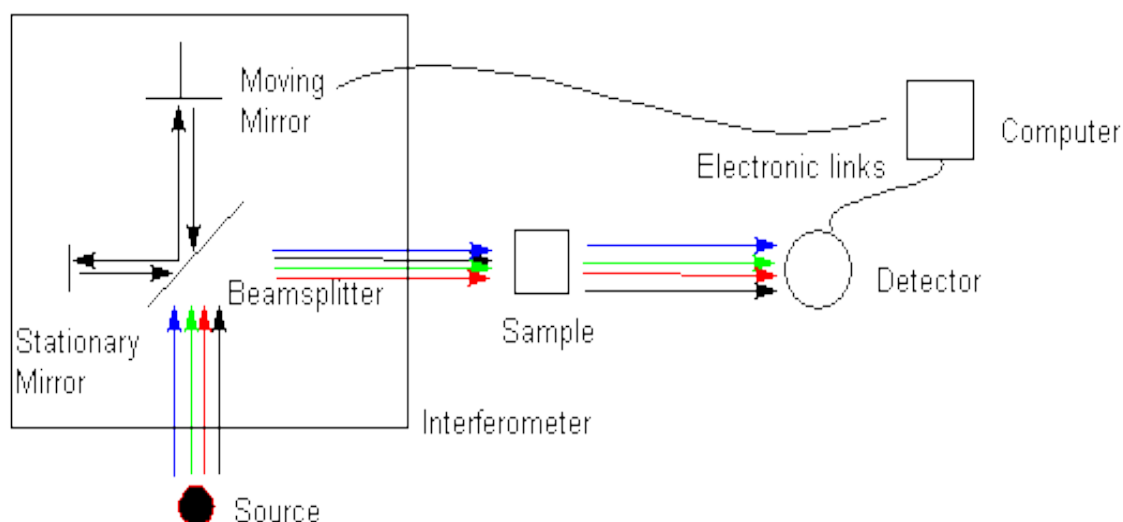 Moving
Mirror
Computer
Electronic links
Beamsplitter
Detector
Sample
Stationary
Mirror
Interferometer
Source